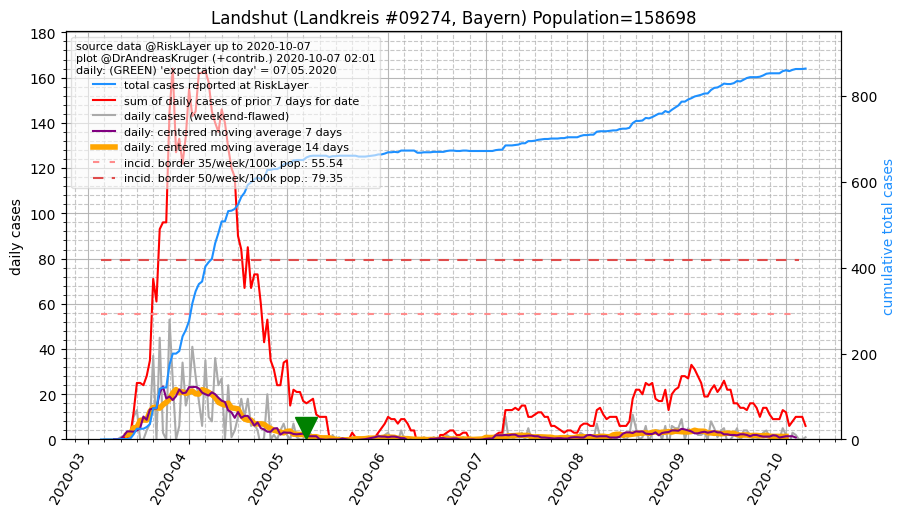 Landshut (Landkreis #09274, Bayern) Population=158698
source data @RiskLayer up to 2020-10-07
plot @DrAndreasKruger (+contrib.) 2020-10-07 02:01
daily: (GREEN) 'expectation day' = 07.05.2020
total cases reported at RiskLayer
sum of daily cases of prior 7 days for date
daily cases (weekend-flawed)
daily: centered moving average 7 days
daily: centered moving average 14 days
incid. border 35/week/100k pop.: 55.54
incid. border 50/week/100k pop.: 79.35
daily cases
180
160
140
120
100
80
60
40
20
0
cumulative total cases
800
600
400
200
0
2020-03
2020-04
2020-05
2020-06
2020-07
2020-08
2020-09
2020-10